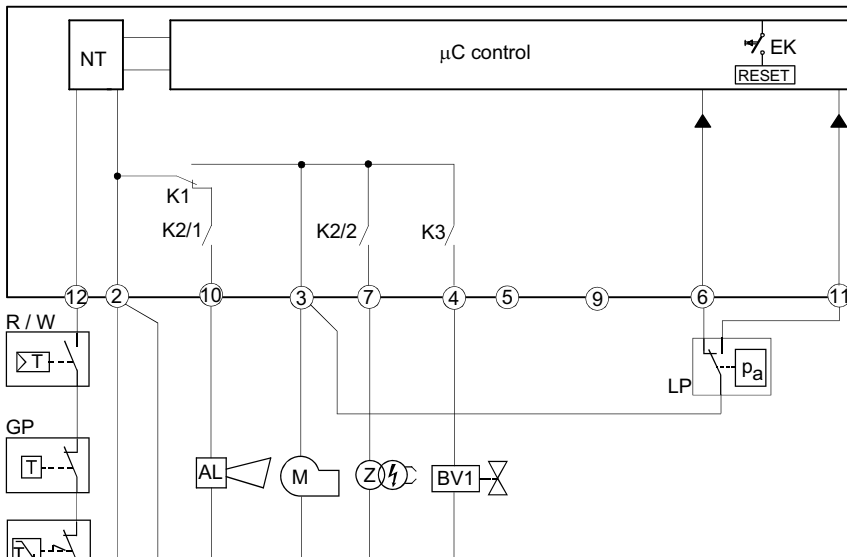 NT
μC control
EK
RESET
K1
K2/1
K2/2
K3
12
2
10
3
7
4
5
9
6
11
R / W
T
pa
LP
GP
T
AL
M
Z
BV1
T